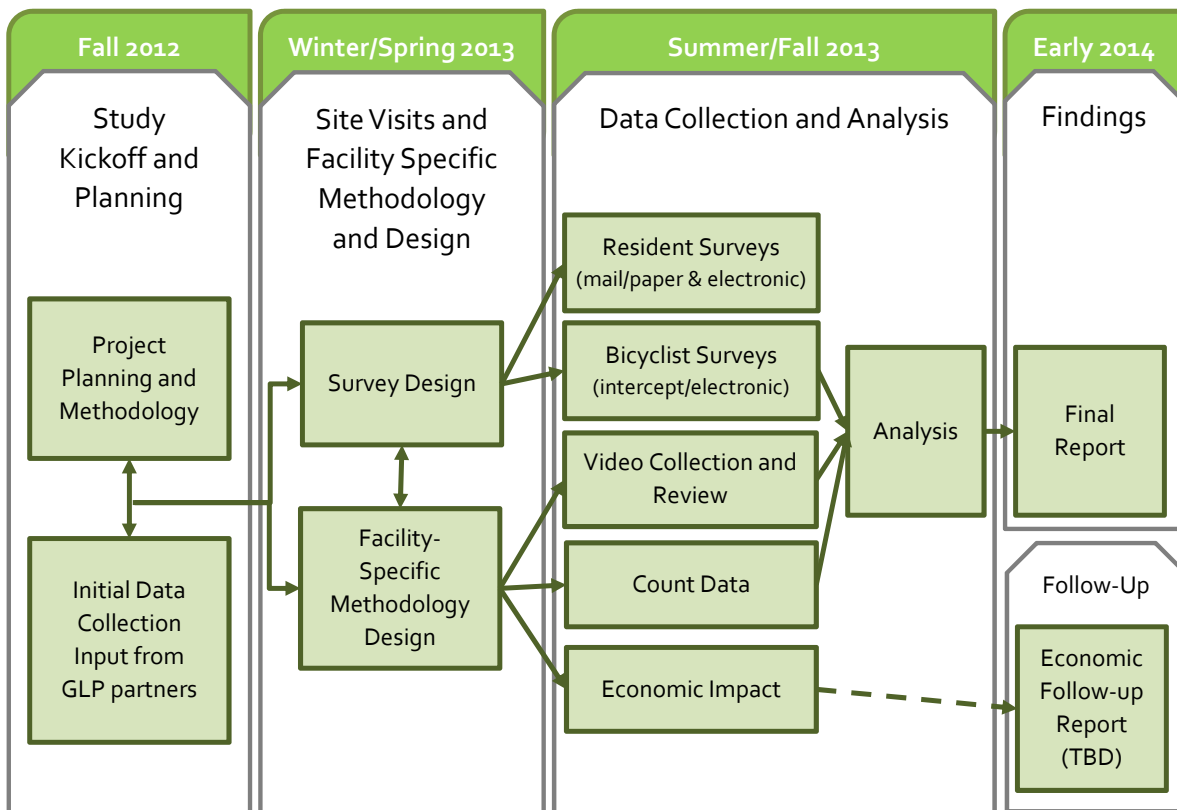 Fall 2012
Winter/Spring 2013
Summer/Fall 2013
Early 2014
Study
Kickoff and
Planning
Site Visits and
Facility Specific
Methodology
and Design
Data Collection and Analysis
Findings
Project
Planning and
Methodology
Initial Data
Collection
Input from
GLP partners
Survey Design
Facility-
Specific
Methodology
Design
Resident Surveys
(mail/paper & electronic)
Bicyclist Surveys
(intercept/electronic)
Video Collection and
Review
Count Data
Economic Impact
Analysis
Final
Report
Follow-Up
Economic
Follow-up
Report
(TBD)